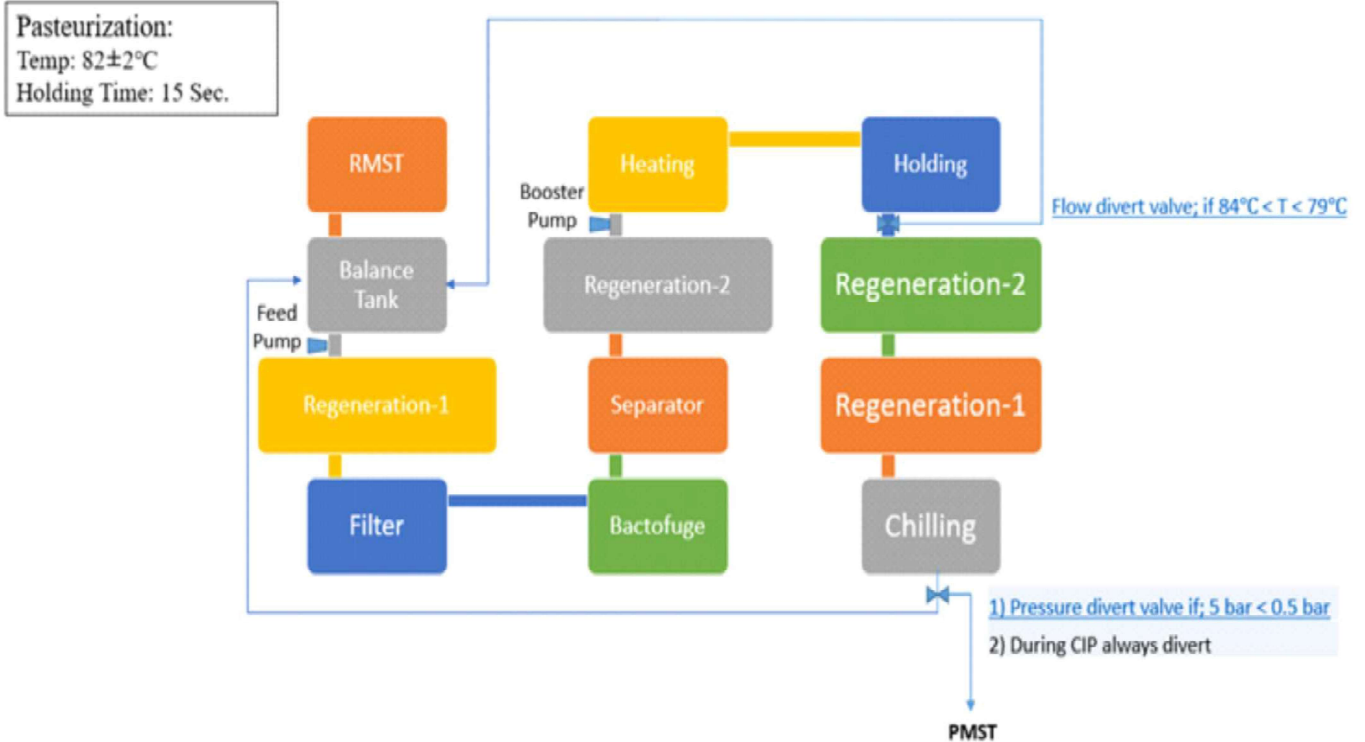 Pasteurization:
Temp: 82±2°C
Holding Time: 15 Sec.
RMST
Heating
Holding
Booster
Pump
Flow divert valve; if 84°C < T < 79°C
Balance
Tank
Regeneration-2
Regeneration-2
Feed
Pump
Regeneration-1
Separator
Regeneration-1
Filter
Bactofuge
Chilling
1) Pressure divert valve if; 5 bar < 0.5 bar
2) During CIP always divert
PMST